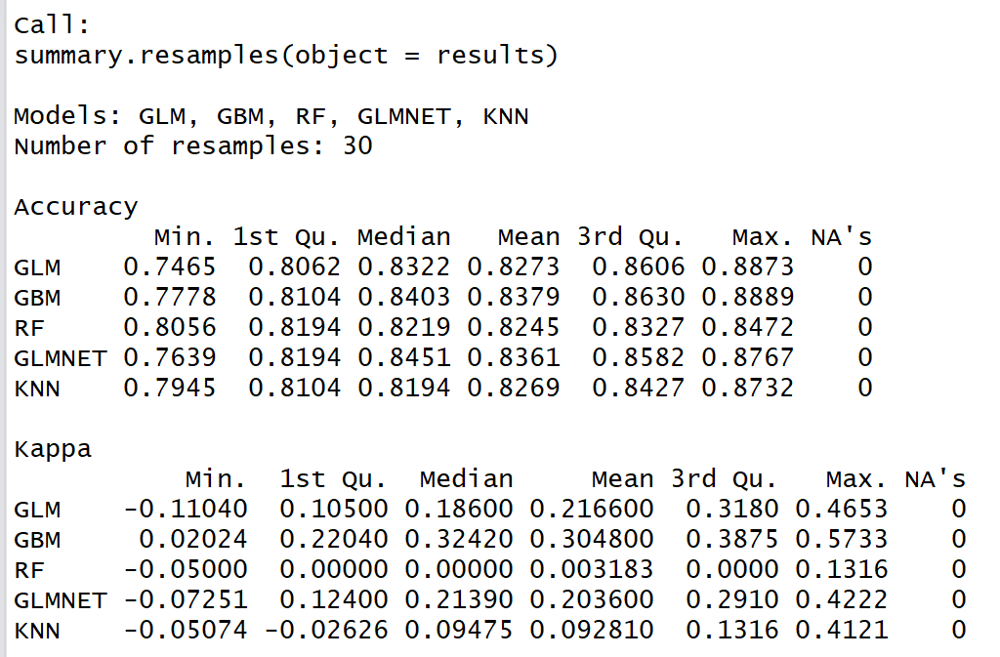 Call:
summary.resamples(object = results)
Models: GLM, GBM, RF, GLMNET, KNN
Number of resamples: 30
Accuracy
Min. 1st Qu. Median Mean 3rd Qu. Max. NA's
GLM 0.7465 0.8062 0.8322 0.8273 0.8606 0.8873 0
GBM 0.7778 0.8104 0.8403 0.8379 0.8630 0.8889 0
RF 0.8056 0.8194 0.8219 0.8245 0.8327 0.8472 0
GLMNET 0.7639 0.8194 0.8451 0.8361 0.8582 0.8767 0
KNN 0.7945 0.8104 0.8194 0.8269 0.8427 0.8732 0
Kappa
Min. 1st Qu. Median Mean 3rd Qu. Max. NA's
GLM -0.11040 0.10500 0.18600 0.216600 0.3180 0.4653 0
GBM 0.02024 0.22040 0.32420 0.304800 0.3875 0.5733 0
RF -0.05000 0.00000 0.00000 0.003183 0.0000 0.1316 0
GLMNET -0.07251 0.12400 0.21390 0.203600 0.2910 0.4222 0
KNN -0.05074 -0.02626 0.09475 0.092810 0.1316 0.4121 0